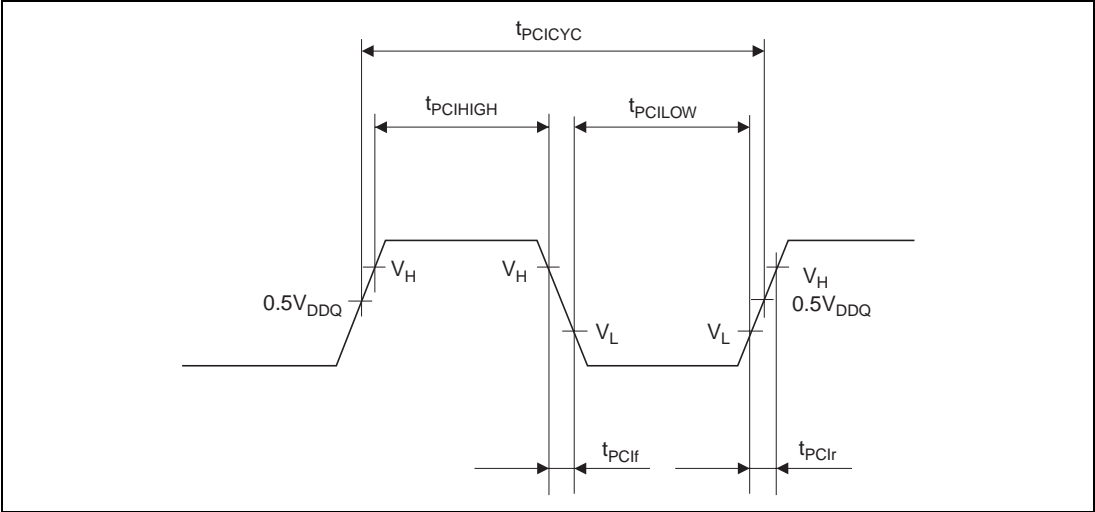 tPCICYC
tPCIHIGH
tPCILOW
VH
VH
VH
0.5VDDQ
0.5VDDQ
VL
VL
tPCIf
tPCIr